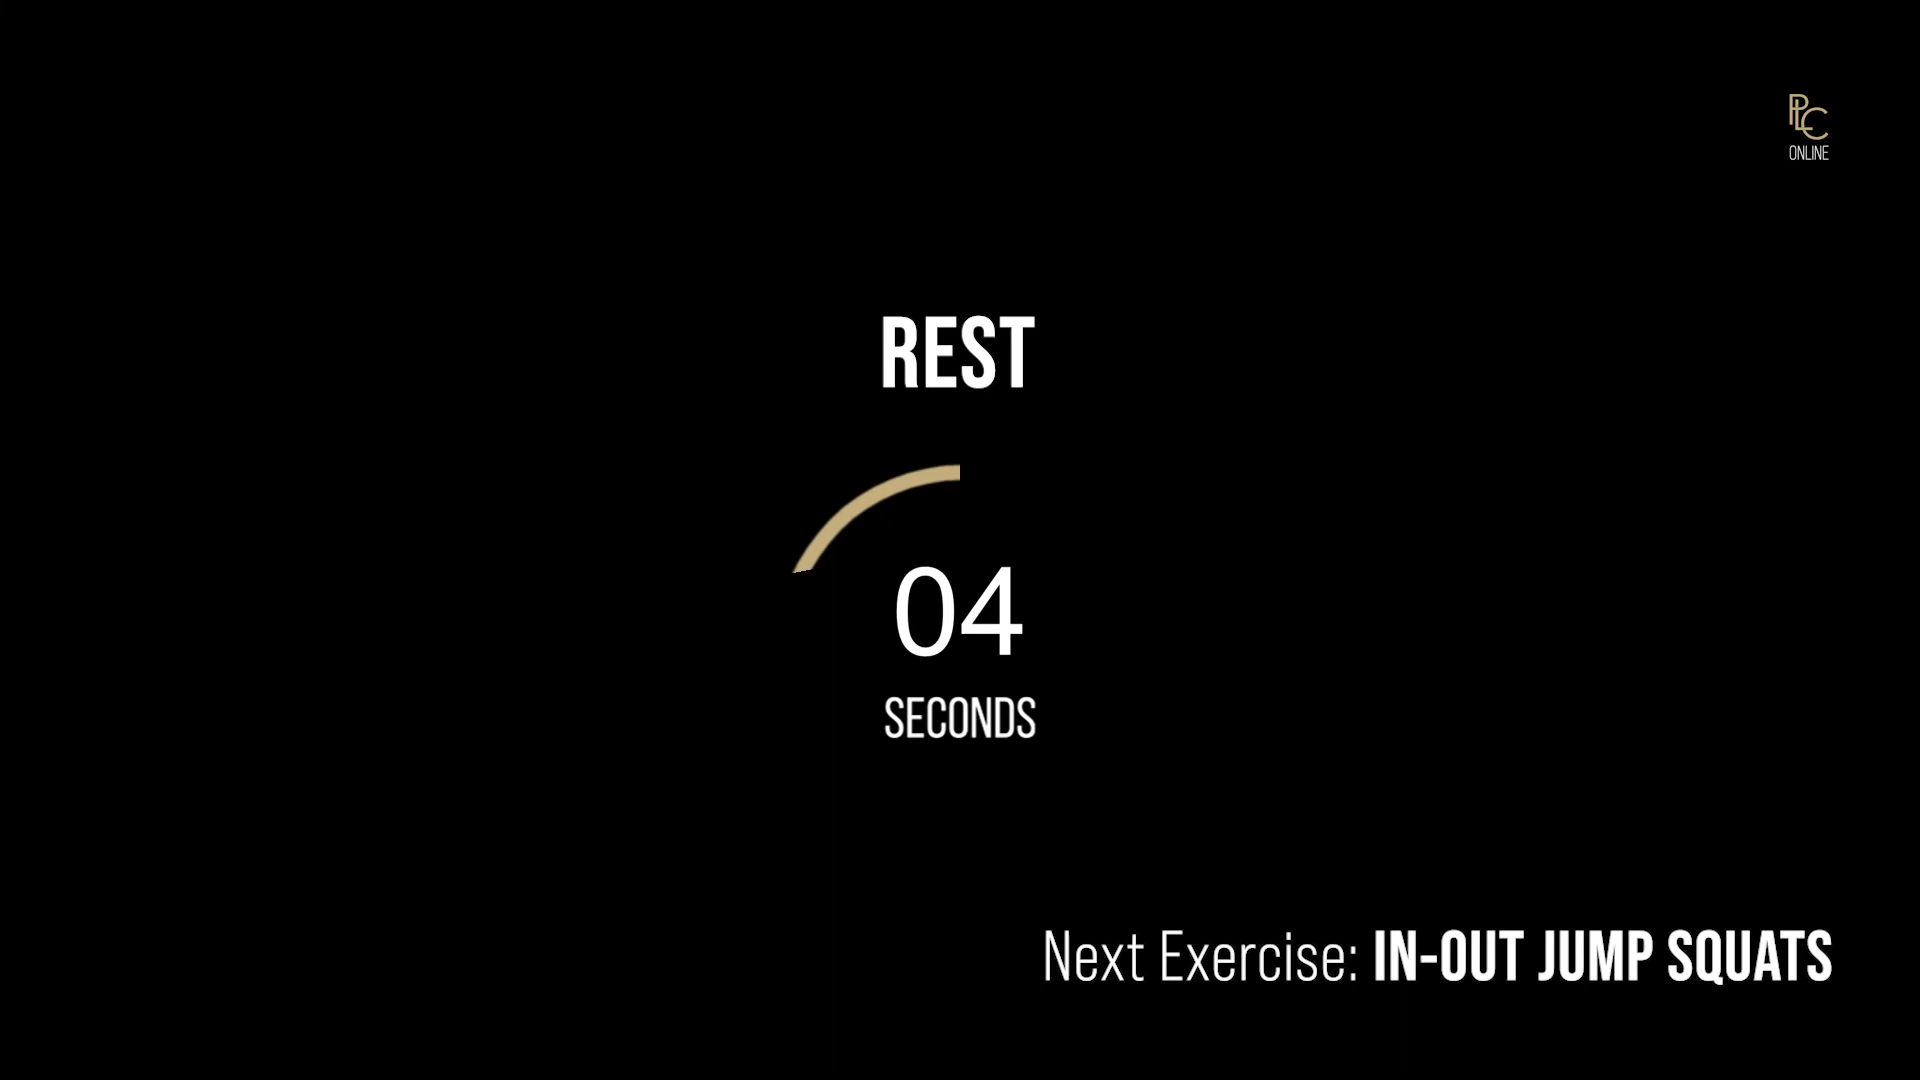 PLC
ONLINE
REST
04
SECONDS
Next Exercise: IN-OUT JUMP SQUATS